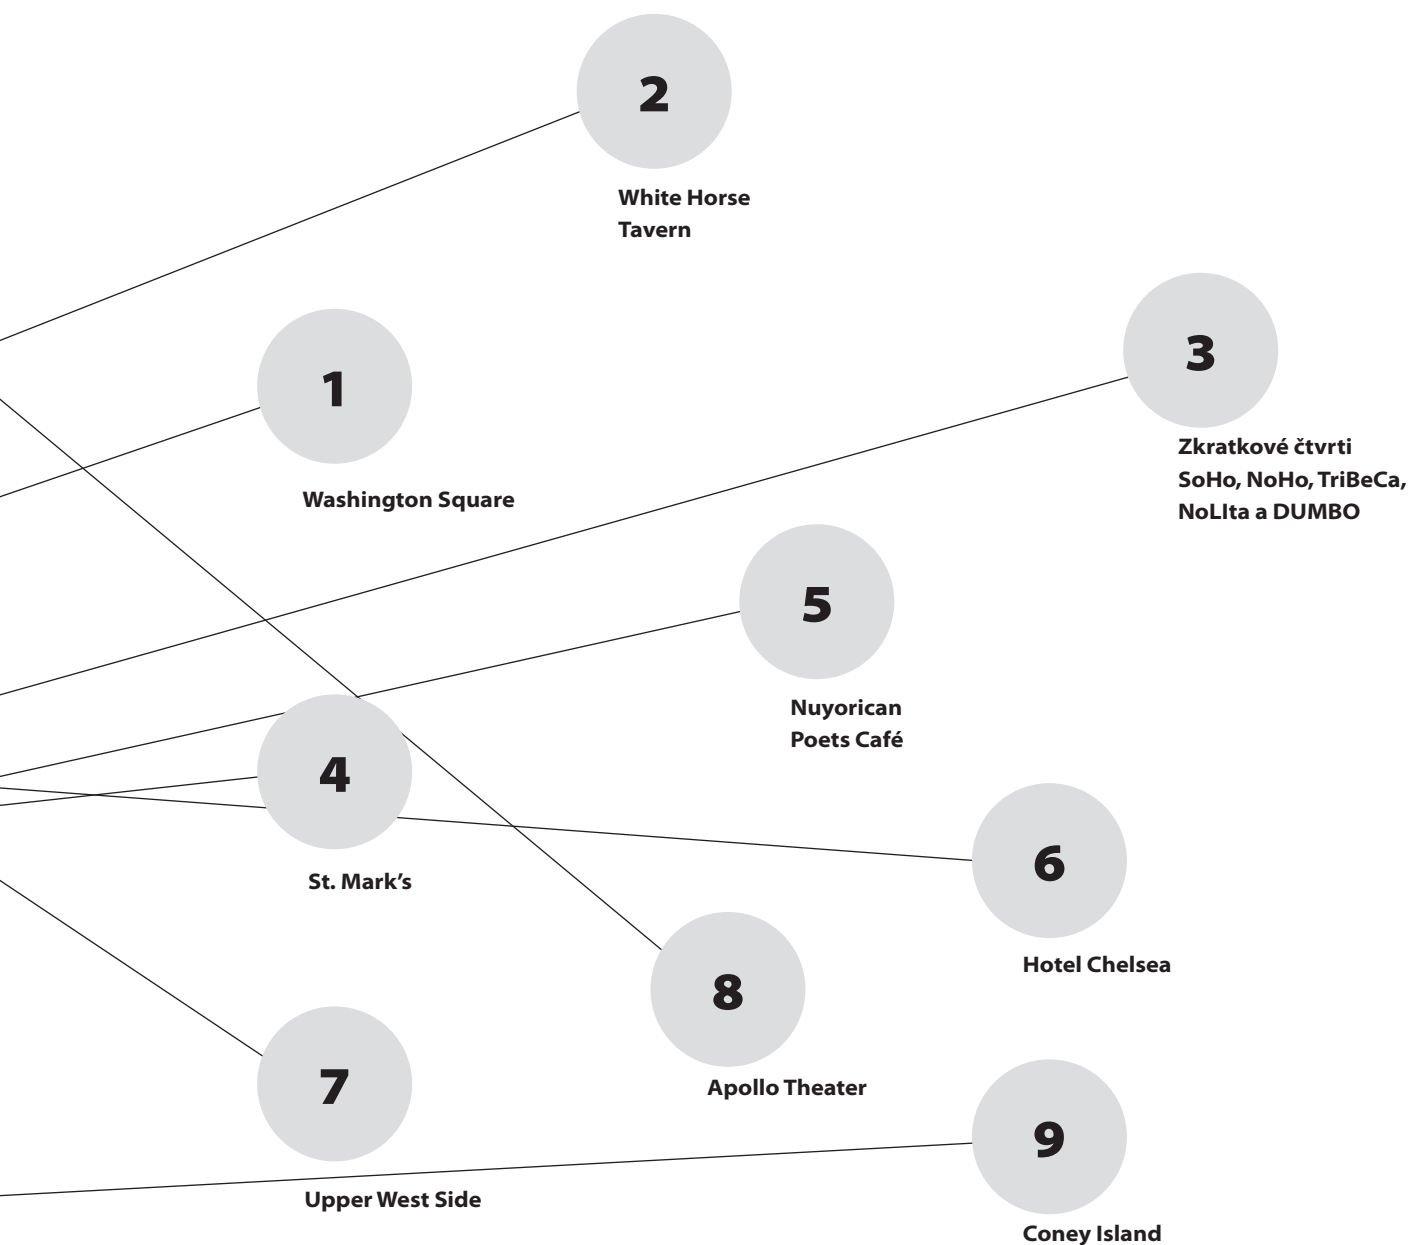 2
White Horse
Tavern
1
Washington Square
3
Zkratkové čtvrti
SoHo, NoHo, TriBeCa,
NoLIta a DUMBO
5
Nuyorican
Poets Café
4
St. Mark’s
6
Hotel Chelsea
8
Apollo Theater
7
Upper West Side
9
Coney Island